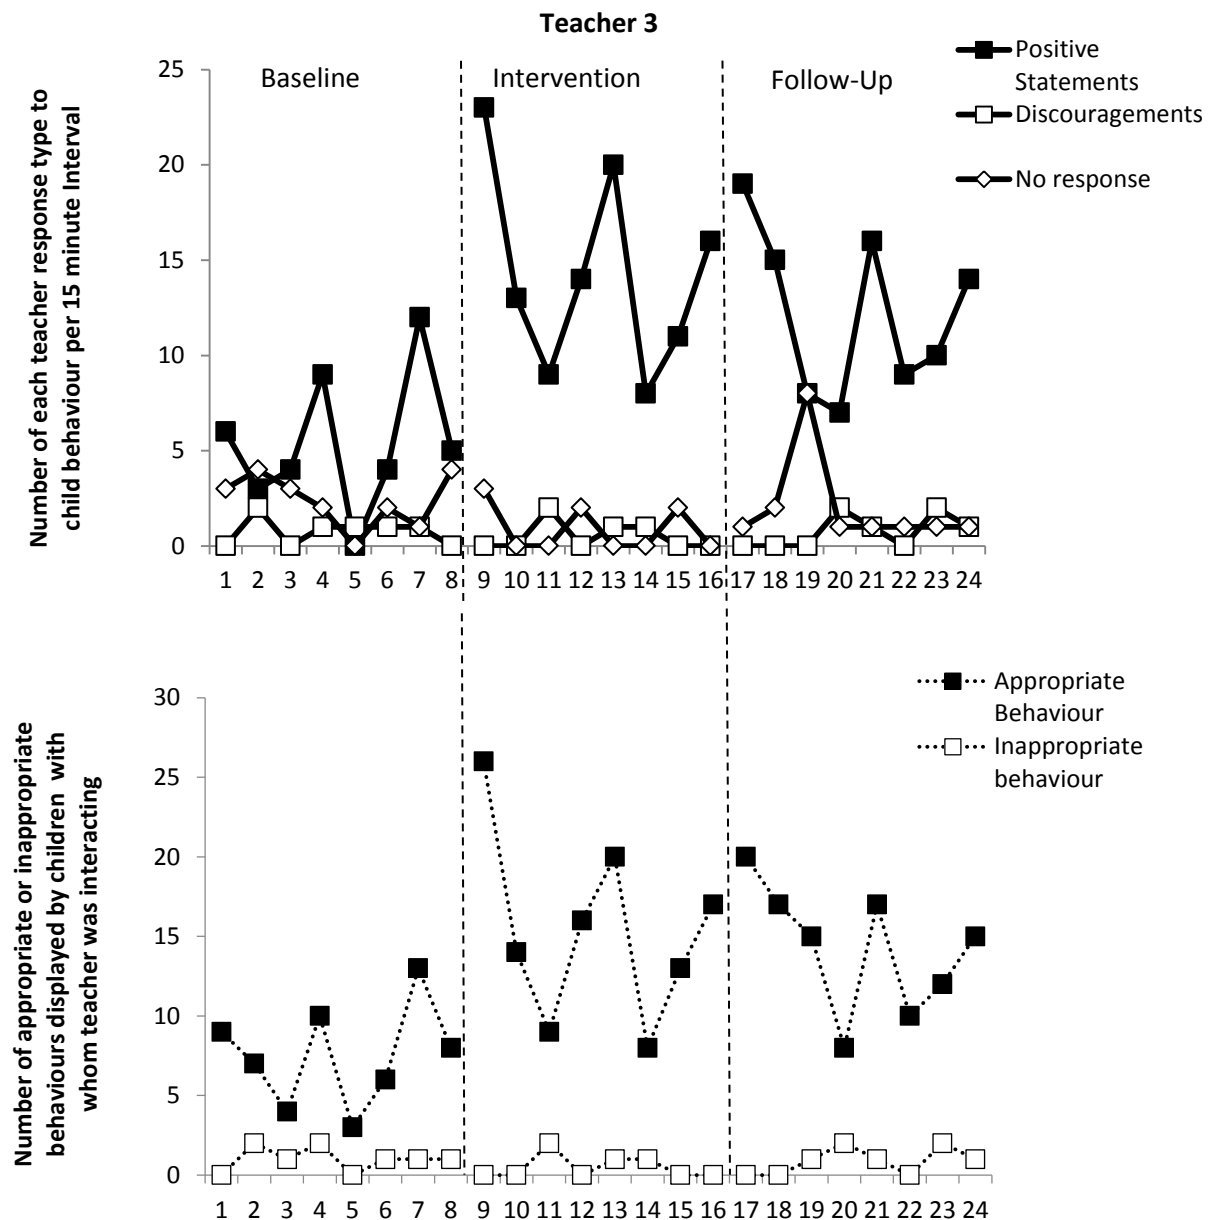 Teacher 3
Baseline
Intervention
Follow-Up
Positive
Statements
Discouragements
No response
Number of each teacher response type to
child behaviour per 15 minute Interval
25
20
15
10
5
0
1 2 3 4 5 6 7 8 9 10 11 12 13 14 15 16 17 18 19 20 21 22 23 24
Appropriate
Behaviour
Inappropriate
behaviour
Number of appropriate or inappropriate
behaviours displayed by children with
whom teacher was interacting
30
25
20
15
10
5
0
1 2 3 4 5 6 7 8 9 10 11 12 13 14 15 16 17 18 19 20 21 22 23 24